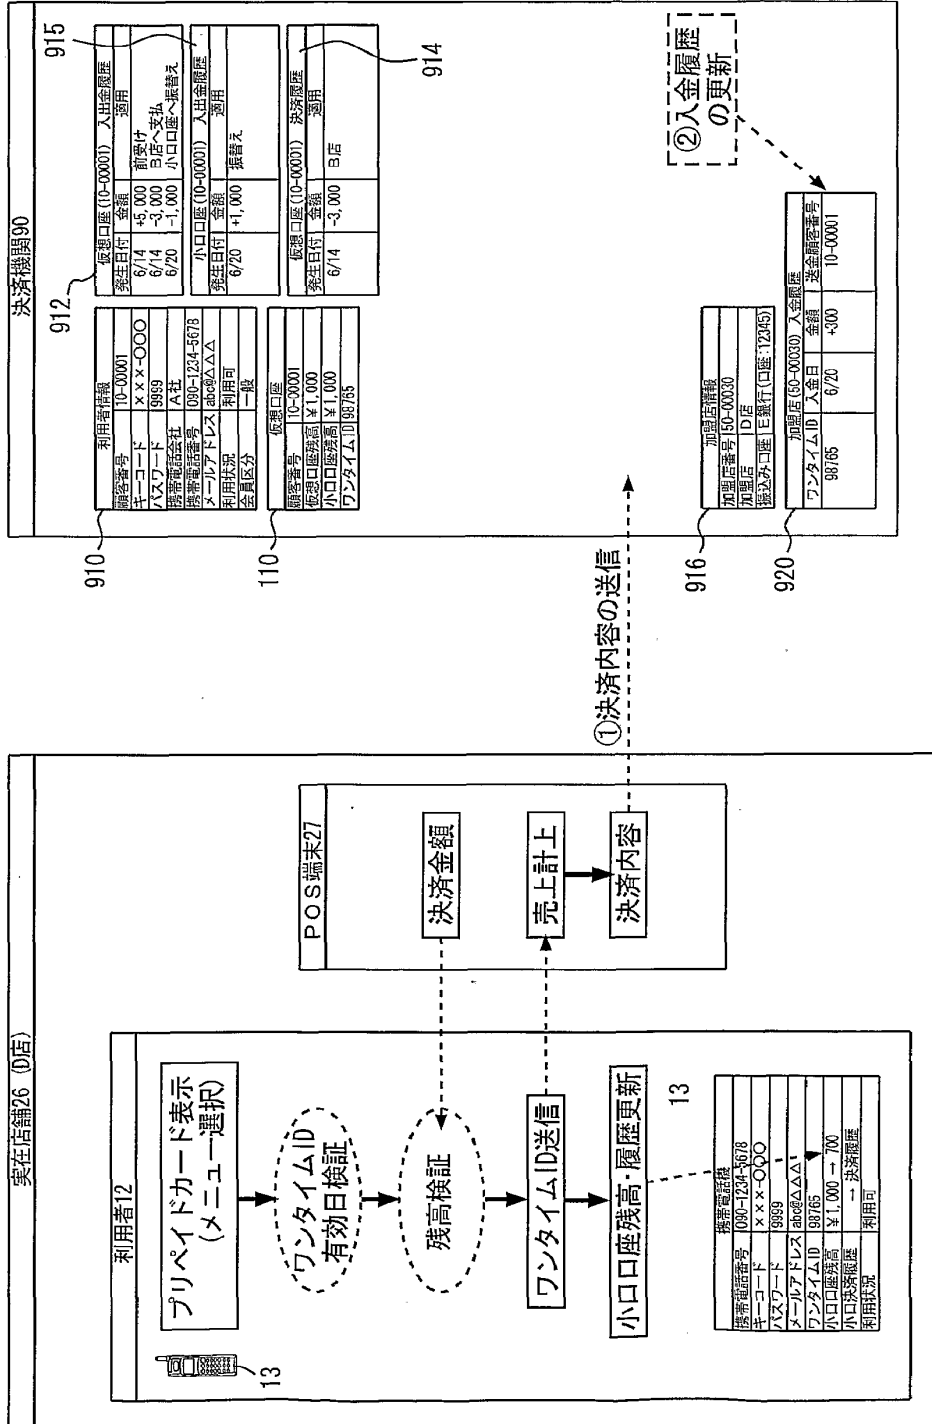 実在店舗26 (D店)
利用者12
13
プリペイドカード表示
(メニュー選択)
ワンタイムID
有効日検証
残高検証
ワンタイムID送信
小口口座残高・履歴更新
13
携帯電話機
携帯電話番号 090-1234-5678
キーコード ×××-○○○
パスワード 9999
メールアドレス abc@△△△
ワンタイムID 98765
小口口座残高 ¥1,000 → 700
小口決済履歴 → 決済履歴
利用状況 利用可
POS端末27
決済金額
売上計上
決済内容
①決済内容の送信
決済機関90
910
利用者情報
顧客番号 10-00001
キーコード ×××-○○○
パスワード 9999
携帯電話会社 A社
携帯電話番号 090-1234-5678
メールアドレス abc@△△△
利用状況 利用可
会員区分 一般
110
仮想口座
顧客番号 10-00001
仮想口座残高 ¥1,000
小口口座残高 ¥1,000
ワンタイムID 98765
912
仮想口座(10-00001) 入出金履歴
発生日付 金額 適用
6/14 +5,000 前受け
6/14 -3,000 B店へ支払
6/20 -1,000 小口口座へ振替え
915
小口口座(10-00001) 入出金履歴
発生日付 金額 適用
6/20 +1,000 振替え
914
仮想口座(10-00001) 決済履歴
発生日付 金額 適用
6/14 -3,000 B店
916
加盟店情報
加盟店番号 50-00030
加盟店 D店
振込み口座 E銀行(口座:12345)
920
加盟店(50-00030) 入金履歴
ワンタイムID 入金日 金額 送金顧客番号
98765 6/20 +300 10-00001
②入金履歴
の更新